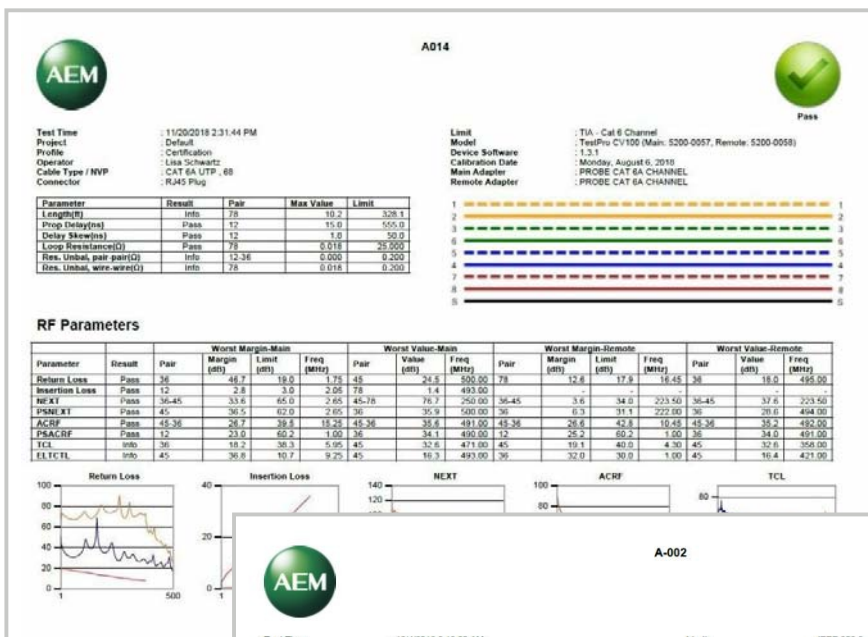 A014
AEM
Pass
Test Time : 11/20/2018 2:31:44 PM
Project : Default
Profile : Certification
Operator : Lisa Schwartz
Cable Type / NVP : CAT 6A UTP , 68
Connector : RJ45 Plug
Limit : TIA - Cat 6 Channel
Model : TestPro CV100 (Main: 5200-0057, Remote: 5200-0058)
Device Software : 1.3.1
Calibration Date : Monday, August 6, 2018
Main Adapter : PROBE CAT 6A CHANNEL
Remote Adapter : PROBE CAT 6A CHANNEL
Parameter Result Pair Max Value Limit
Length(ft) Info 78 10.2 328.1
Prop Delay(ns) Pass 12 15.0 555.0
Delay Skew(ns) Pass 12 1.0 50.0
Loop Resistance(Ω) Pass 78 0.018 25.000
Res. Unbal, pair-pair(Ω) Info 12-36 0.000 0.200
Res. Unbal, wire-wire(Ω) Info 78 0.018 0.200
1 1
2 2
3 3
6 6
5 5
4 4
7 7
8 8
S S
RF Parameters
Worst Margin-Main Worst Value-Main Worst Margin-Remote Worst Value-Remote
Parameter Result Pair Margin (dB) Limit (dB) Freq (MHz) Pair Value (dB) Freq (MHz) Pair Margin (dB) Limit (dB) Freq (MHz) Pair Value (dB) Freq (MHz)
Return Loss Pass 36 46.7 19.0 1.75 45 24.5 500.00 78 12.6 17.9 16.45 36 18.0 495.00
Insertion Loss Pass 12 2.8 3.0 2.05 78 1.4 493.00 - - - - -
NEXT Pass 36-45 33.6 65.0 2.65 45-78 76.7 250.00 36-45 3.6 34.0 223.50 36-45 37.6 223.50
PSNEXT Pass 45 36.5 62.0 2.65 36 35.9 500.00 36 6.3 31.1 222.00 36 28.6 494.00
ACRF Pass 45-36 26.7 39.5 15.25 45-36 35.6 491.00 45-36 26.6 42.8 10.45 45-36 35.2 492.00
PSACRF Pass 12 23.0 60.2 1.00 36 34.1 490.00 12 25.2 60.2 1.00 36 34.0 491.00
TCL Info 36 18.2 38.3 5.95 45 32.6 471.00 45 19.1 40.0 4.30 45 32.6 358.00
ELTCTL Info 45 36.8 10.7 9.25 45 16.3 493.00 36 32.0 30.0 1.00 45 16.4 421.00
Return Loss Insertion Loss NEXT ACRF TCL
100 80 60 40 20 0 1 500
40 20 0 1
140 120
100 80
80
A-002
AEM